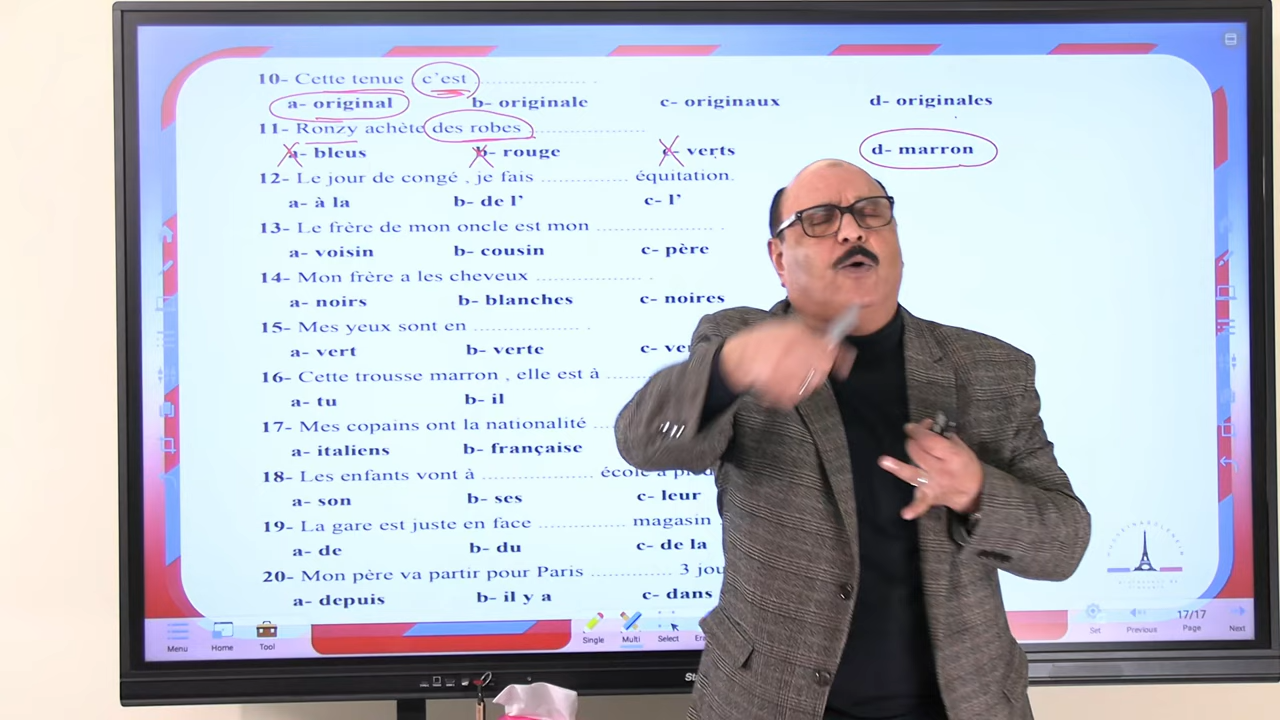 10- Cette tenue c'est ............... .
a- original b- originale c- originaux d- originales
11- Ronzy achète des robes ...............
a- bleus b- rouge c- verts d- marron
12- Le jour de congé , je fais ............ équitation.
a- à la b- de l' c- l'
13- Le frère de mon oncle est mon ............... .
a- voisin b- cousin c- père
14- Mon frère a les cheveux ............... .
a- noirs b- blanches c- noires
15- Mes yeux sont en ............... .
a- vert b- verte
16- Cette trousse marron , elle est à
a- tu b- il
17- Mes copains ont la nationalité
a- italiens b- française
18- Les enfants vont à ............ école à pied
a- son b- ses c- leur
19- La gare est juste en face ............ magasin
a- de b- du c- de la
20- Mon père va partir pour Paris ............ 3
a- depuis b- il y a c- dans
Menu Home Tool Single Multi Select Set Previous 17/17 Page Next